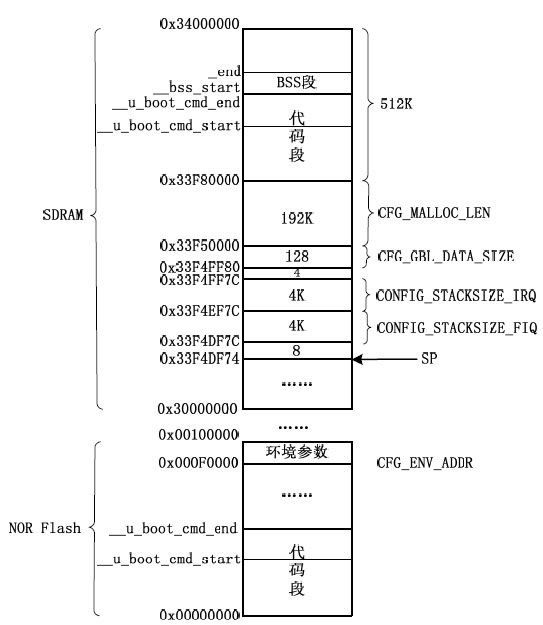 0x34000000
_end
BSS段
__bss_start
__u_boot_cmd_end
512K
代
__u_boot_cmd_start
码
段
0x33F80000
SDRAM
192K
CFG_MALLOC_LEN
0x33F50000
128
CFG_GBL_DATA_SIZE
0x33F4FF80
4
0x33F4FF7C
4K
CONFIG_STACKSIZE_IRQ
0x33F4EF7C
4K
CONFIG_STACKSIZE_FIQ
0x33F4DF7C
8
0x33F4DF74
SP
……
0x30000000
……
0x00100000
环境参数
0x000F0000
CFG_ENV_ADDR
……
NOR Flash
__u_boot_cmd_end
代
__u_boot_cmd_start
码
段
0x00000000